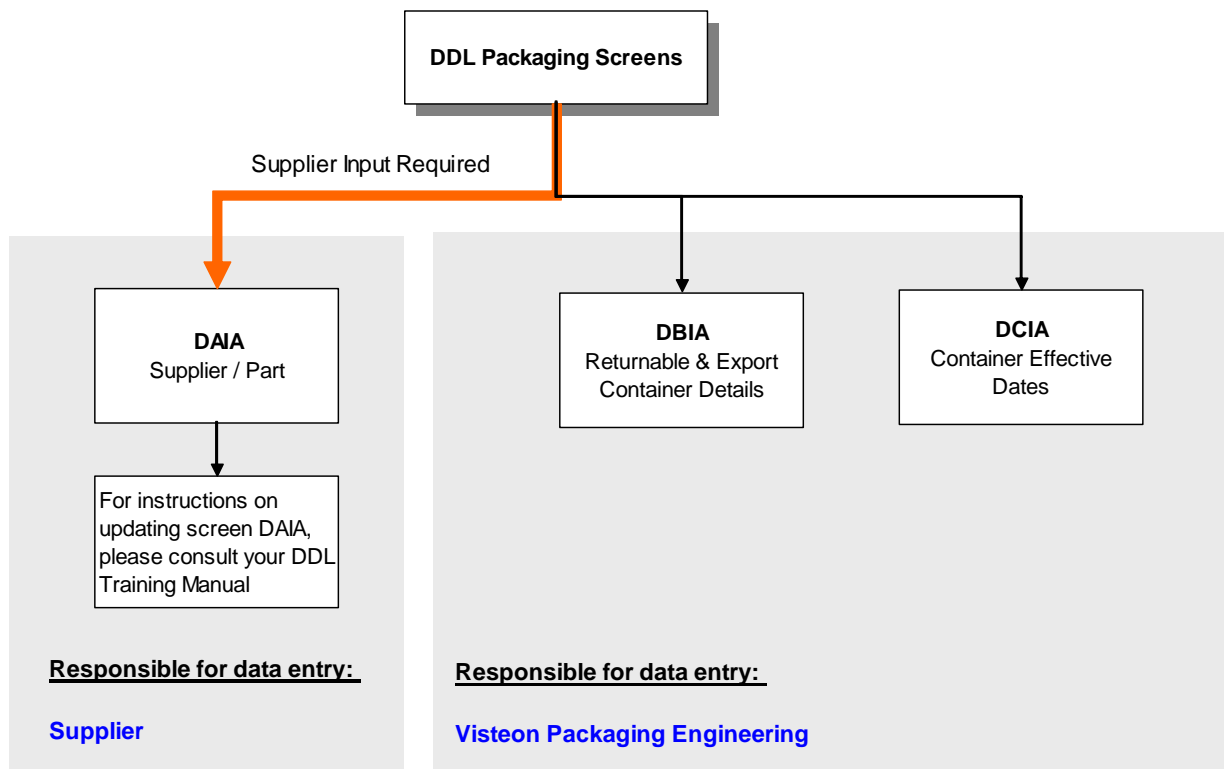 DDL Packaging Screens
Supplier Input Required
DAIA
Supplier / Part
DBIA
Returnable & Export
Container Details
DCIA
Container Effective
Dates
For instructions on
updating screen DAIA,
please consult your DDL
Training Manual
Responsible for data entry:
Supplier
Responsible for data entry:
Visteon Packaging Engineering